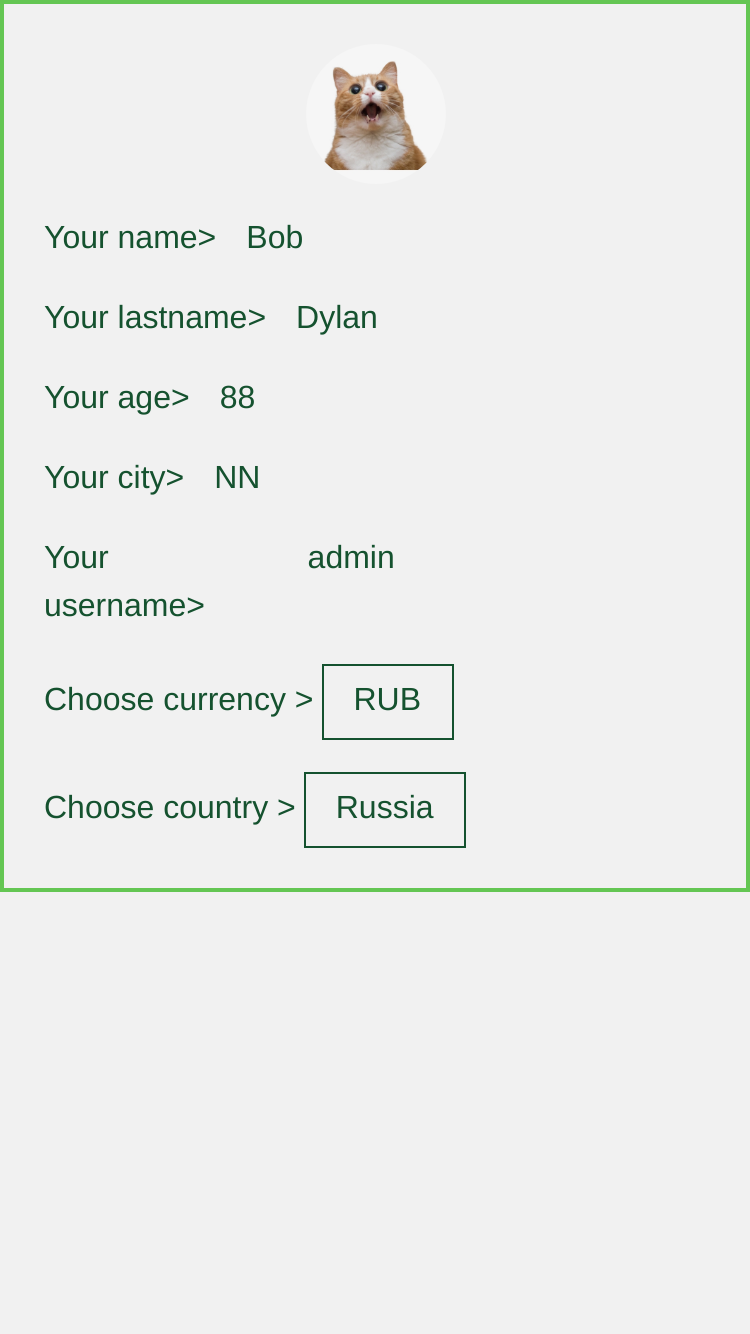 Your name> Bob
Your lastname> Dylan
Your age> 88
Your city> NN
Your admin
username>
Choose currency > RUB
Choose country > Russia